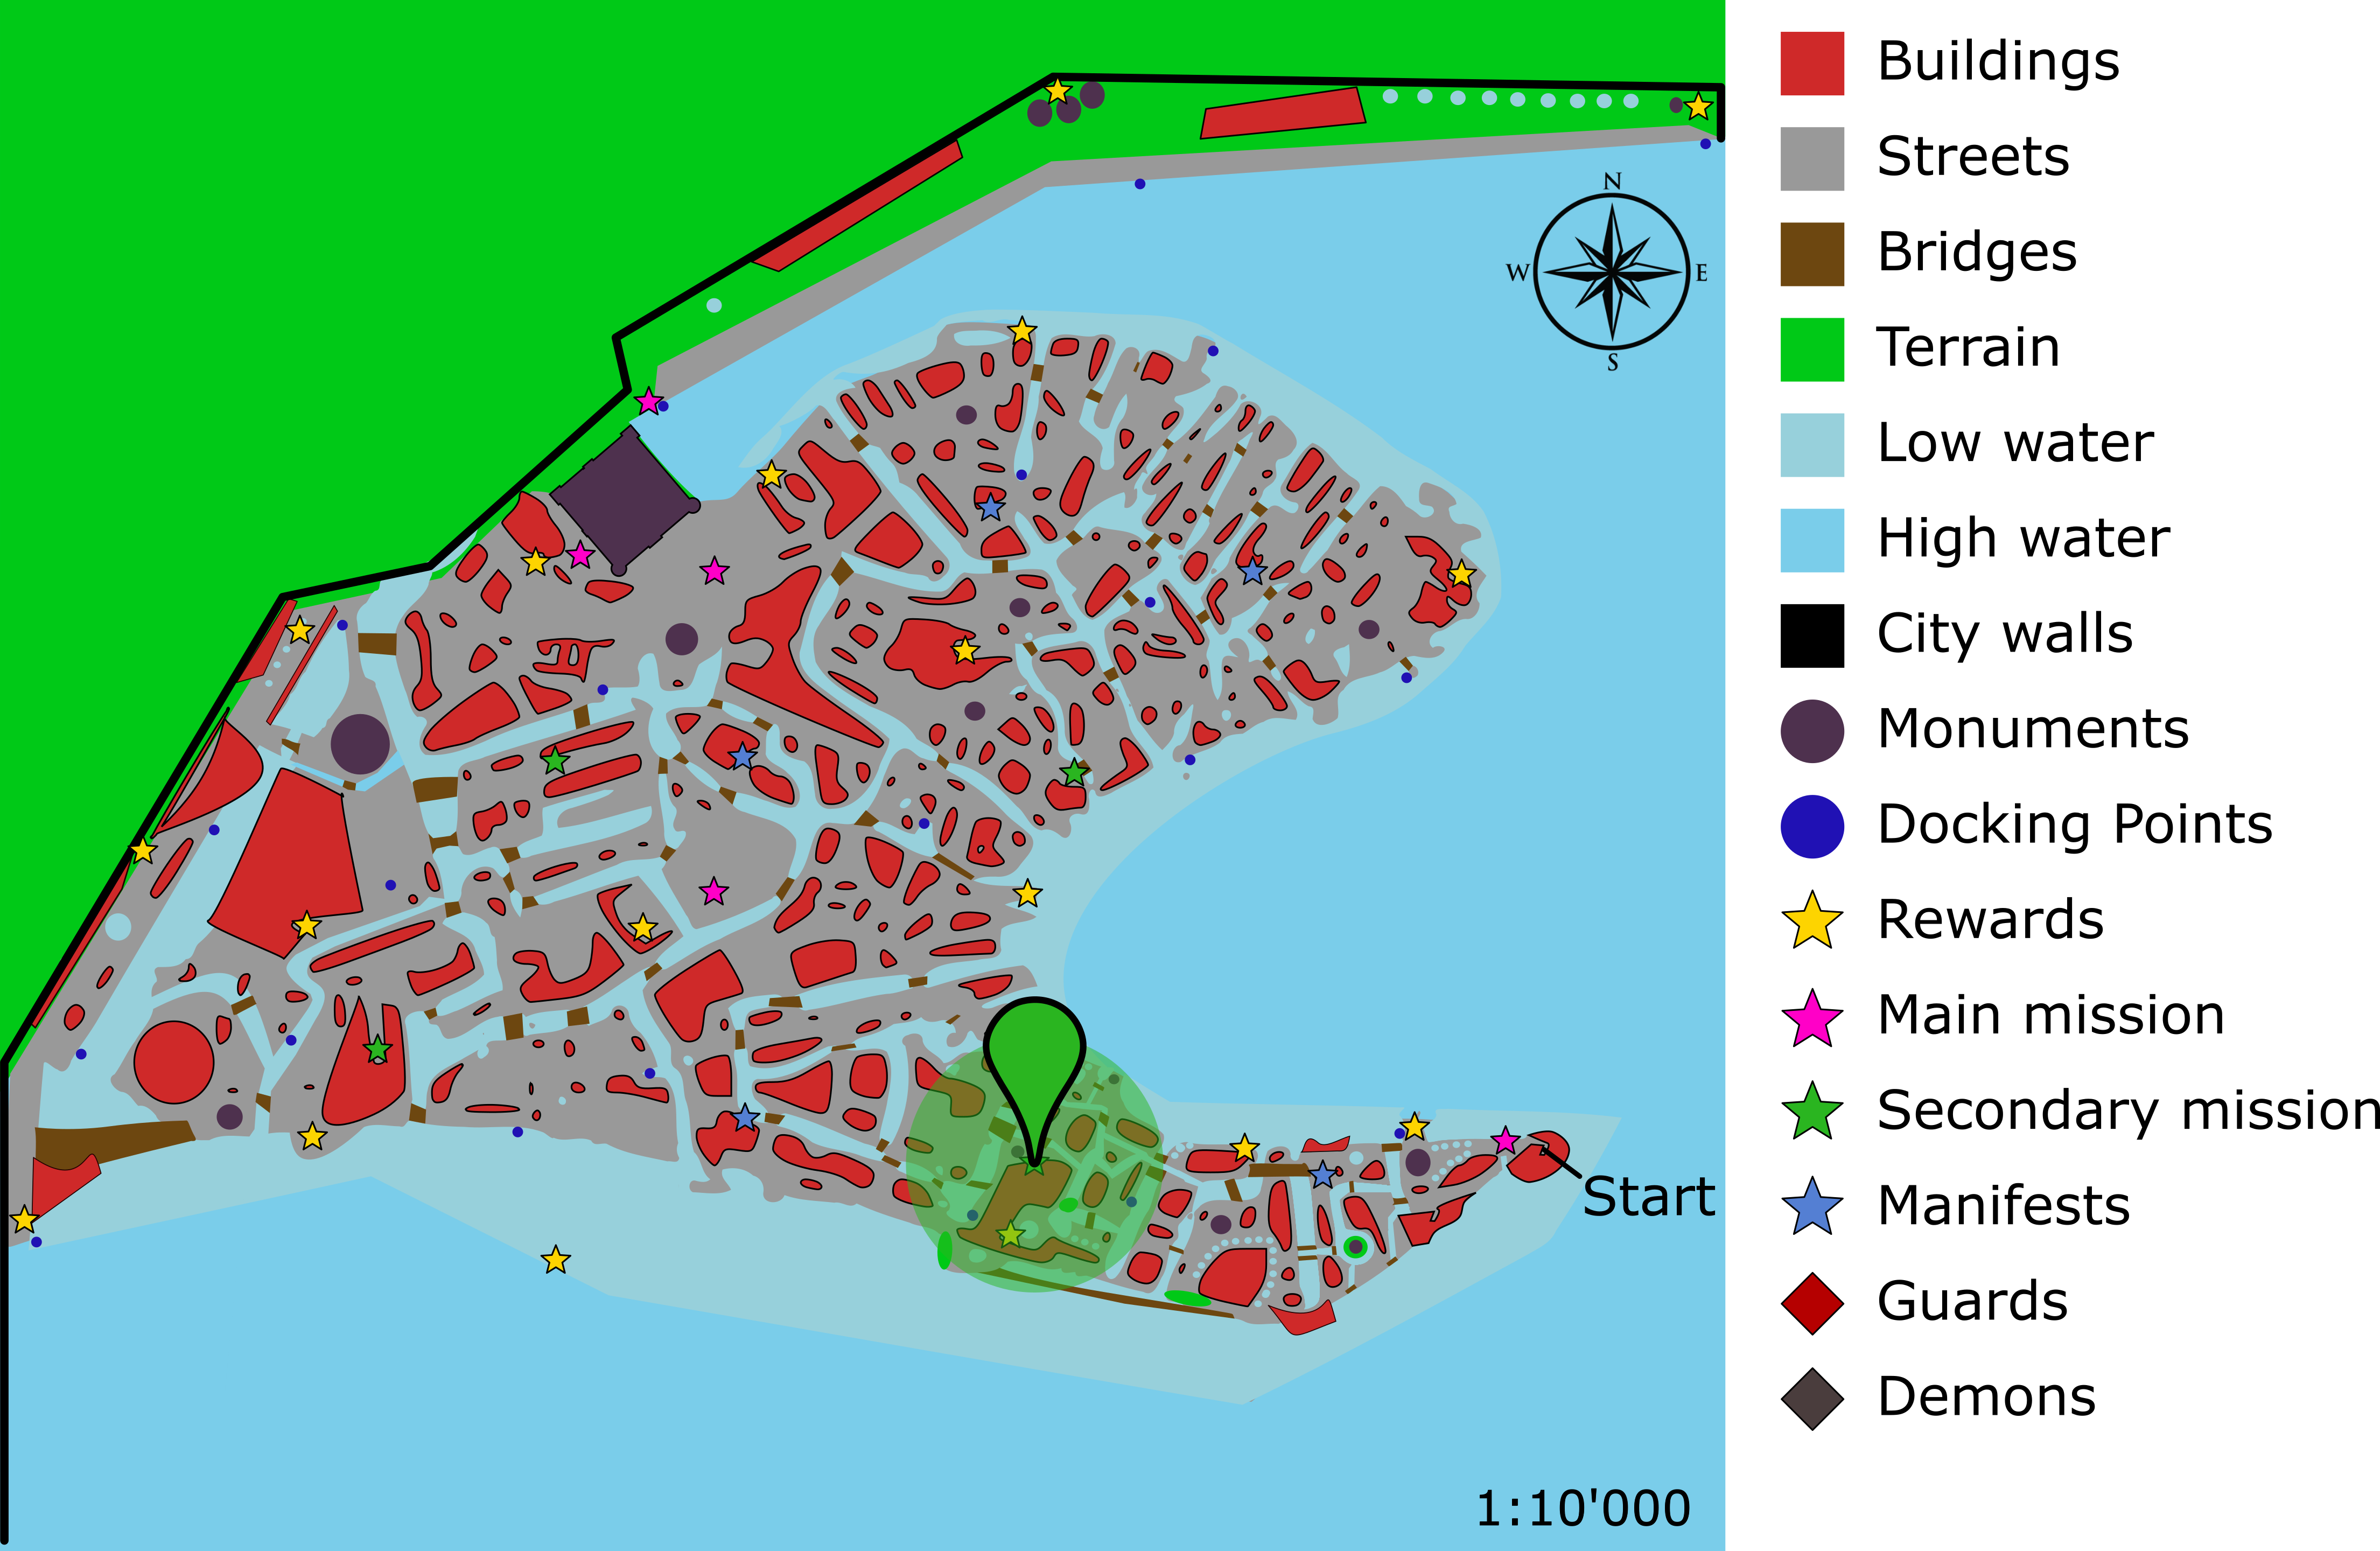 N
W
E
S
Start
1:10'000
Buildings
Streets
Bridges
Terrain
Low water
High water
City walls
Monuments
Docking Points
Rewards
Main mission
Secondary mission
Manifests
Guards
Demons